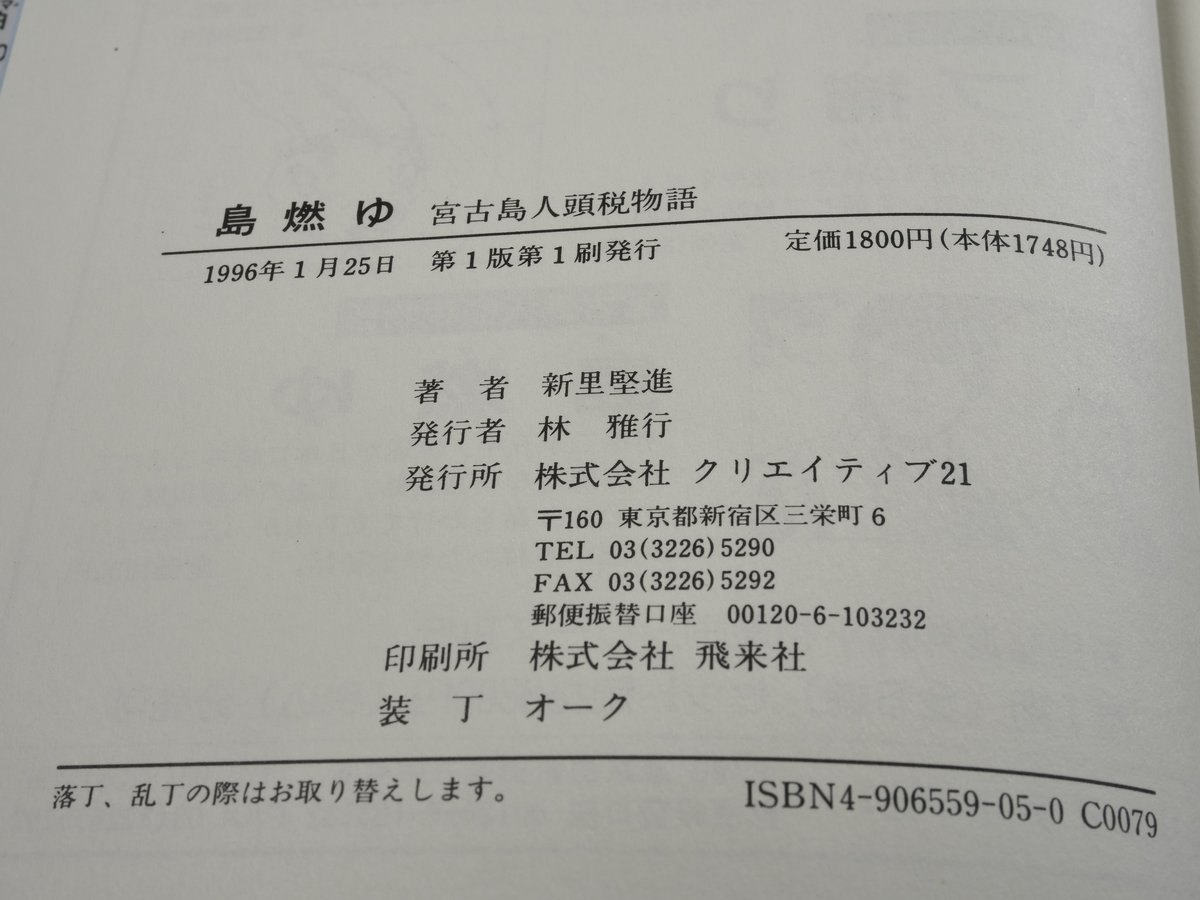 島燃ゆ 宮古島人頭税物語
1996年1月25日 第1版第1刷発行 定価1800円(本体1748円)
著 者 新里堅進
発行者 林 雅行
発行所 株式会社 クリエイティブ21
〒160 東京都新宿区三栄町6
TEL 03(3226)5290
FAX 03(3226)5292
郵便振替口座 00120-6-103232
印刷所 株式会社 飛来社
装 丁 オーク
落丁、乱丁の際はお取り替えします。 ISBN4-906559-05-0 C0079